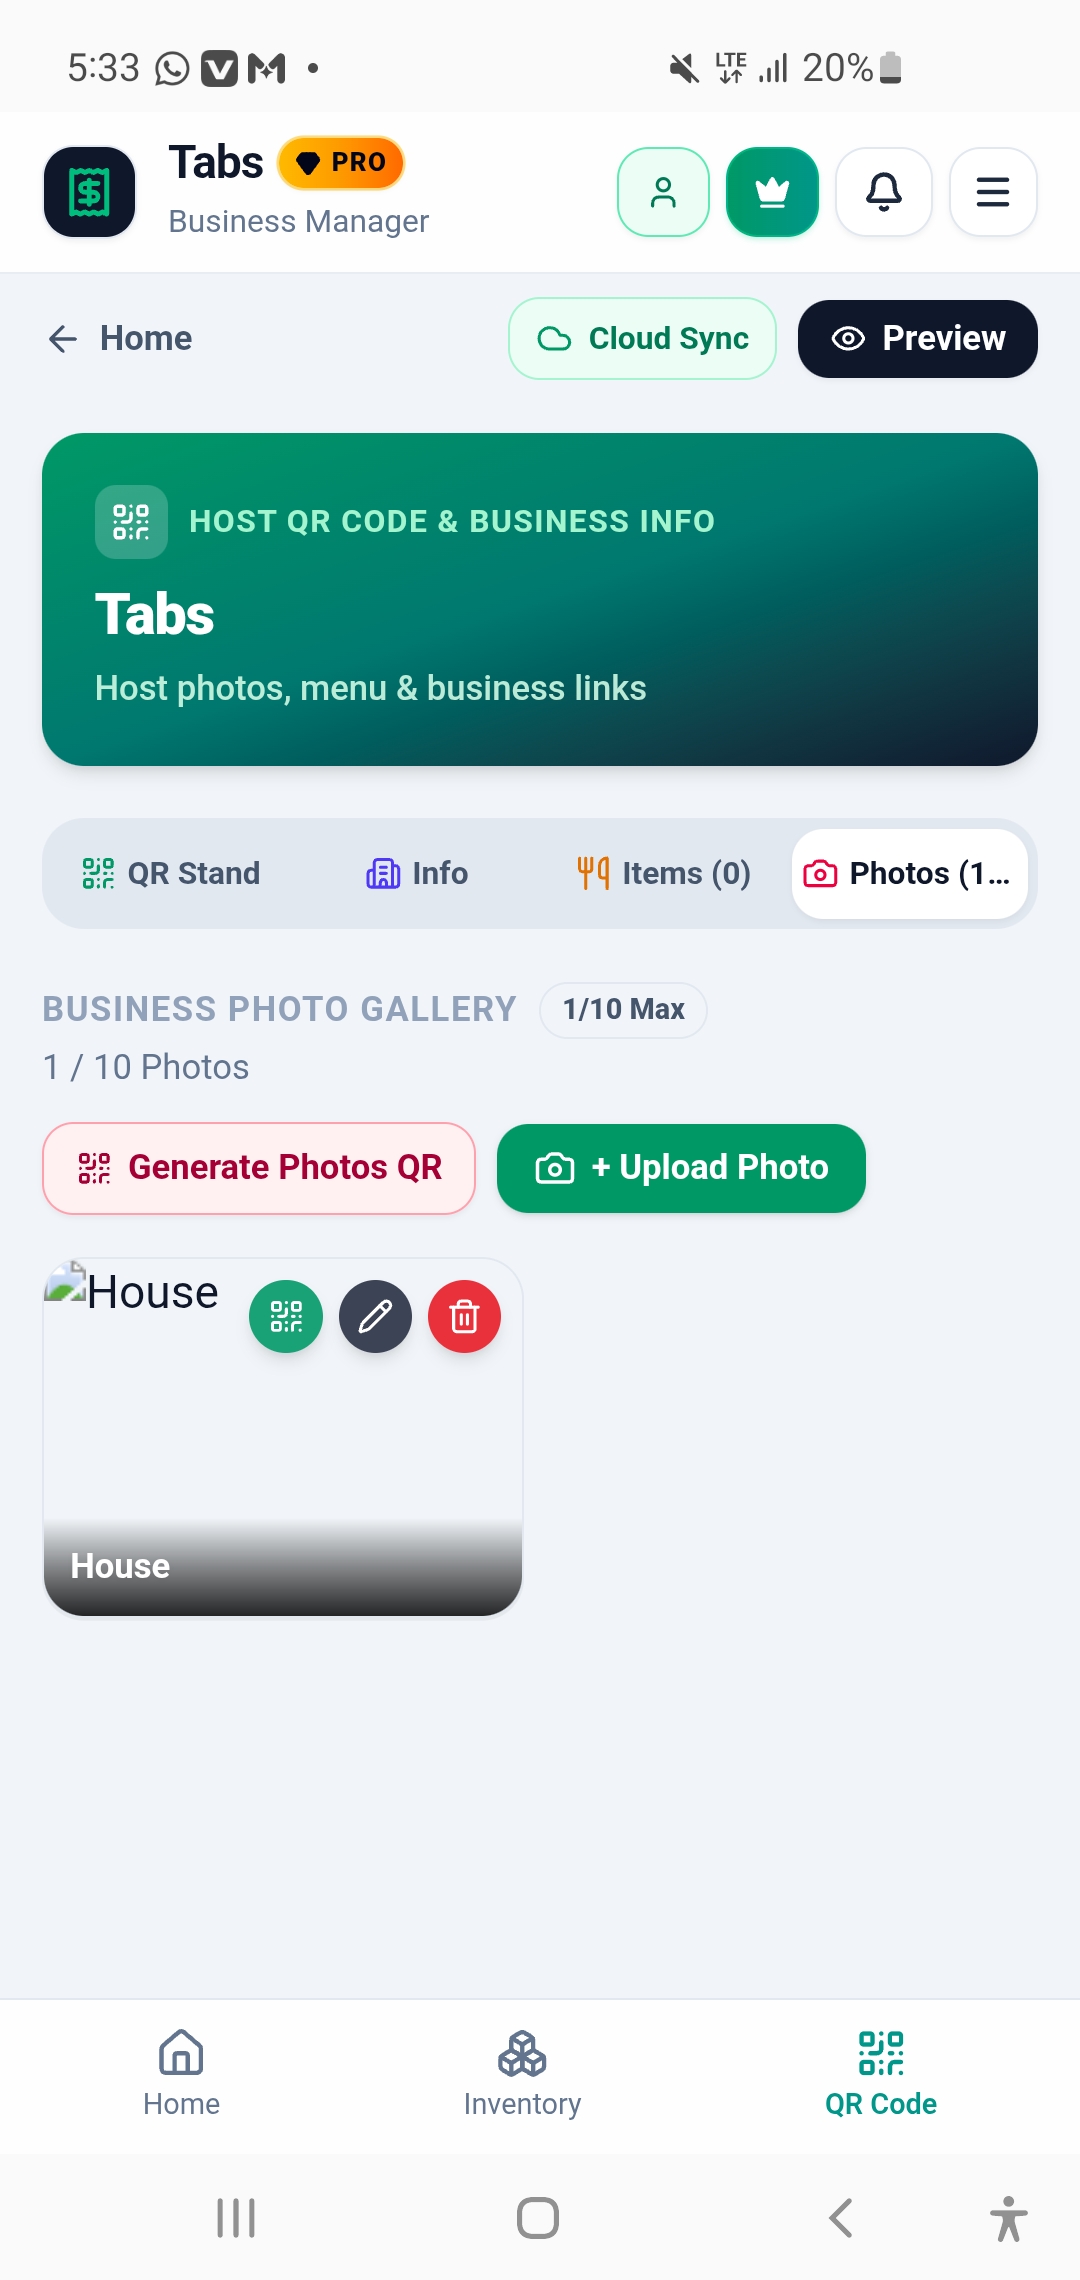 5:33
LTE
20%
Tabs
PRO
Business Manager
Home
Cloud Sync
Preview
HOST QR CODE & BUSINESS INFO
Tabs
Host photos, menu & business links
QR Stand
Info
Items (0)
Photos (1...
BUSINESS PHOTO GALLERY
1/10 Max
1 / 10 Photos
Generate Photos QR
+ Upload Photo
House
House
Home
Inventory
QR Code